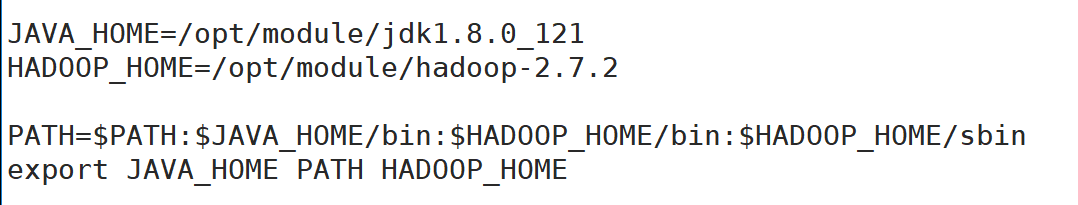 JAVA_HOME=/opt/module/jdk1.8.0_121
HADOOP_HOME=/opt/module/hadoop-2.7.2
PATH=$PATH:$JAVA_HOME/bin:$HADOOP_HOME/bin:$HADOOP_HOME/sbin
export JAVA_HOME PATH HADOOP_HOME